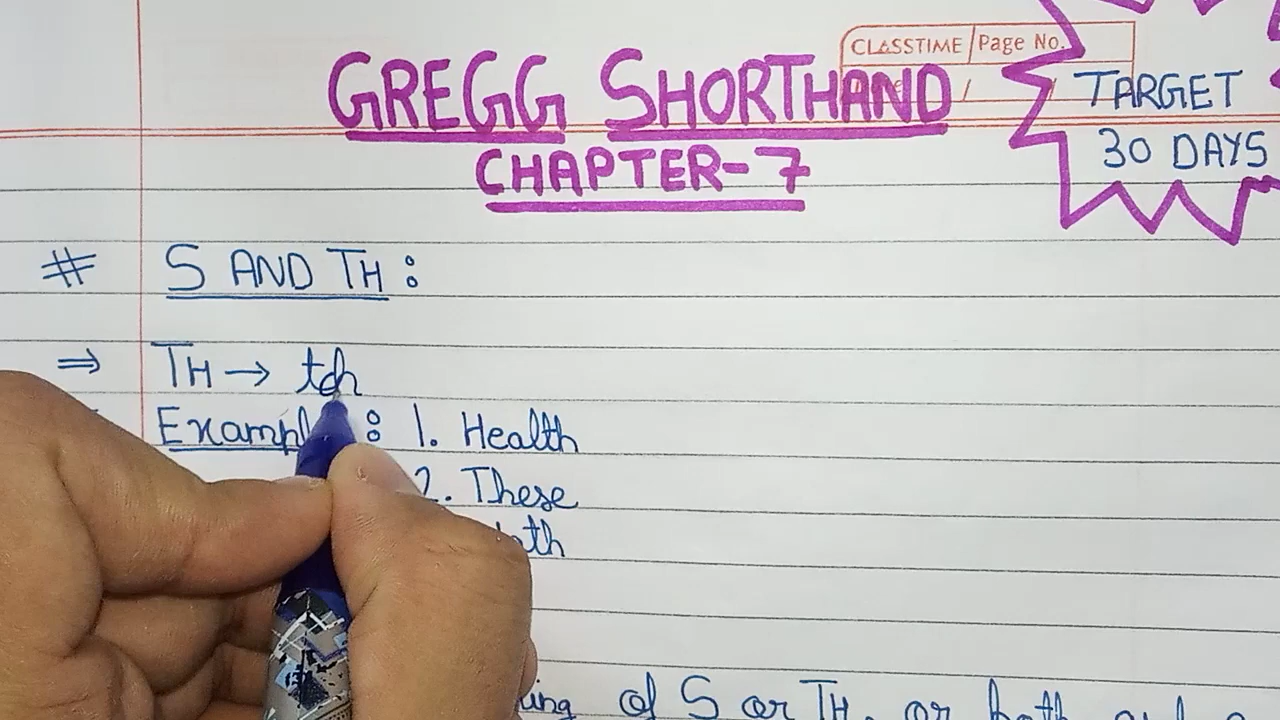 CLASSTIME Page No.
GREGG SHORTHAND
TARGET
30 DAYS
CHAPTER-7
# S AND TH :
⇒ TH → tch
: 1. Health
2. These
of S or TH, or both